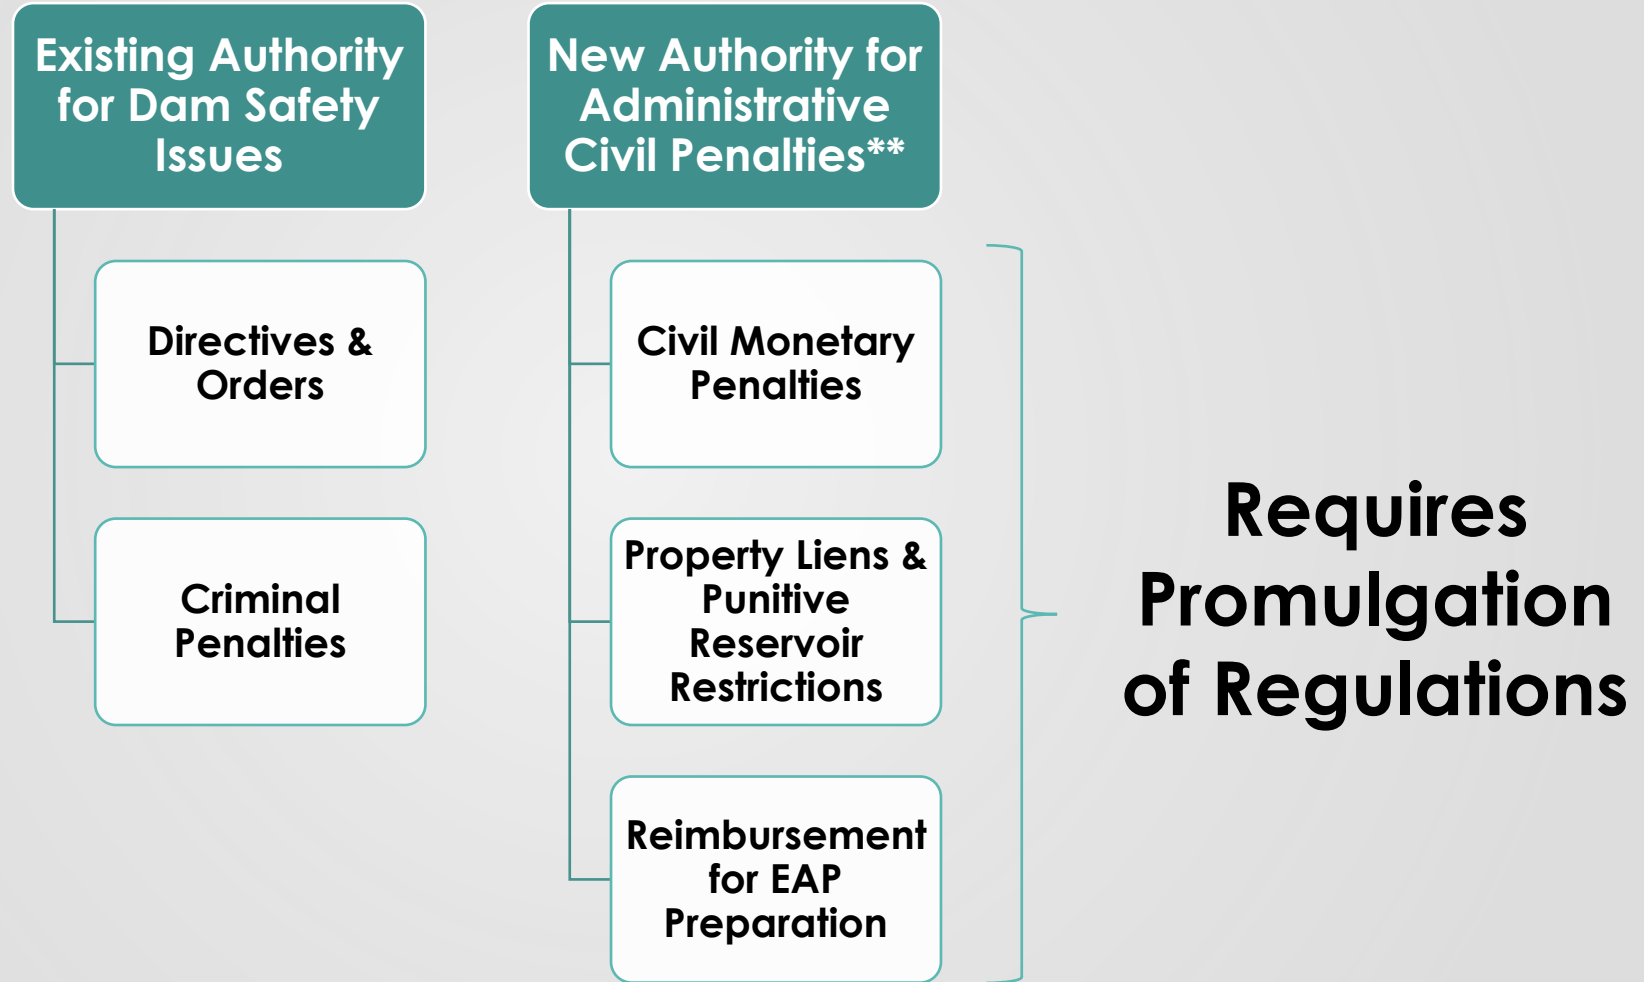 Existing Authority
for Dam Safety
Issues
Directives &
Orders
Criminal
Penalties
New Authority for
Administrative
Civil Penalties**
Civil Monetary
Penalties
Property Liens &
Punitive
Reservoir
Restrictions
Reimbursement
for EAP
Preparation
Requires
Promulgation
of Regulations